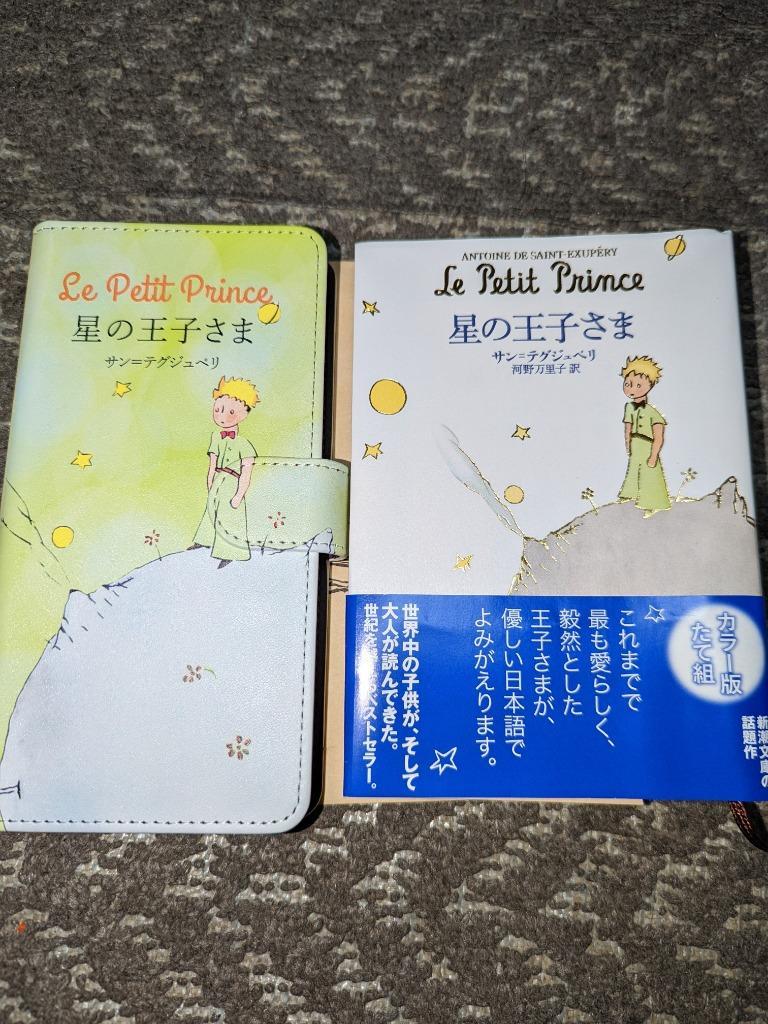 Le Petit Prince
星の王子さま
サン=テグジュペリ
ANTOINE DE SAINT-EXUPÉRY
Le Petit Prince
星の王子さま
サン=テグジュペリ
河野万里子 訳
カラー版
たて組
新潮文庫の
話題作
これまでで
最も愛らしく、
毅然とした
王子さまが、
優しい日本語で
よみがえります。
世界中の子供が、そして
大人が読んできた。
世紀を るベストセラー。